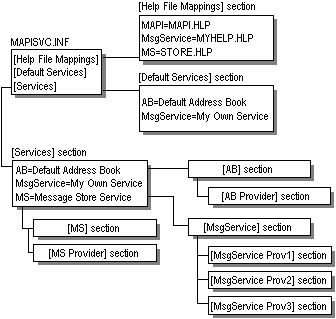 [Help File Mappings] section
MAPI=MAPI.HLP
MsgService=MYHELP.HLP
MS=STORE.HLP
MAPISVC.INF
[Help File Mappings]
[Default Services]
[Services]
[Default Services] section
AB=Default Address Book
MsgService=My Own Service
[Services] section
AB=Default Address Book
MsgService=My Own Service
MS=Message Store Service
[AB] section
[AB Provider] section
[MS] section
[MS Provider] section
[MsgService] section
[MsgService Prov1] section
[MsgService Prov2] section
[MsgService Prov3] section